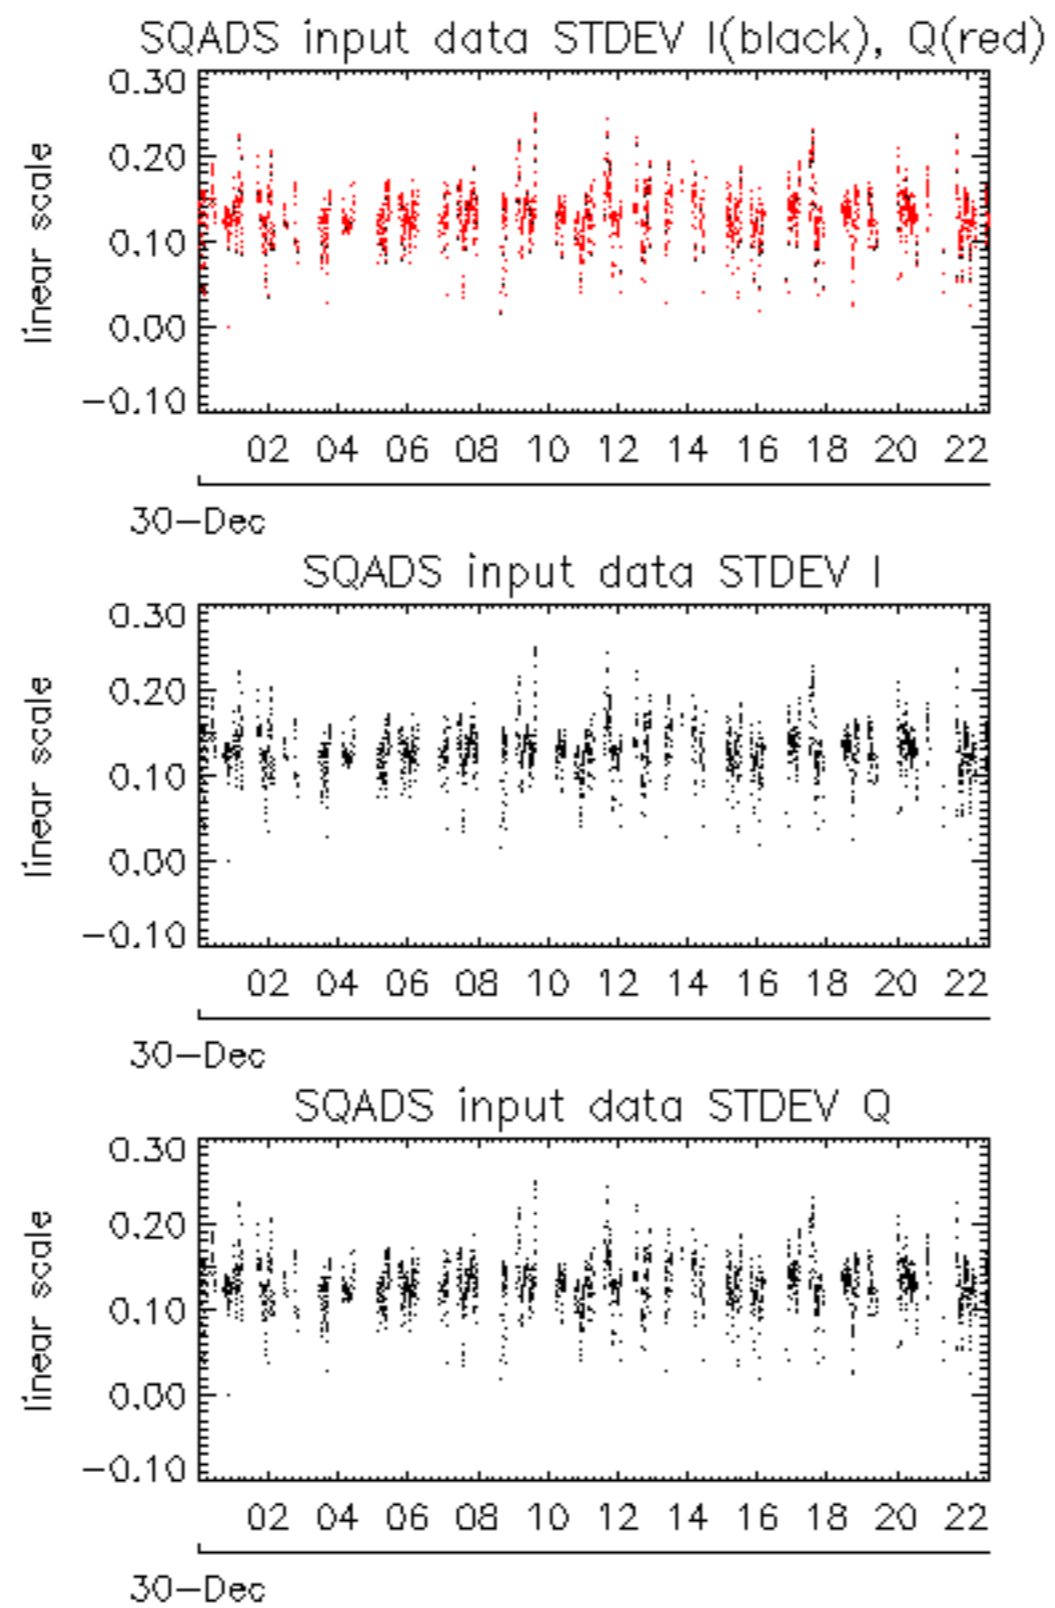 SQADS input data STDEV I(black), Q(red)
0.30
0.20
0.10
0.00
−0.10
linear scale
02 04 06 08 10 12 14 16 18 20 22
30−Dec
SQADS input data STDEV I
0.30
0.20
0.10
0.00
−0.10
linear scale
02 04 06 08 10 12 14 16 18 20 22
30−Dec
SQADS input data STDEV Q
0.30
0.20
0.10
0.00
−0.10
linear scale
02 04 06 08 10 12 14 16 18 20 22
30−Dec